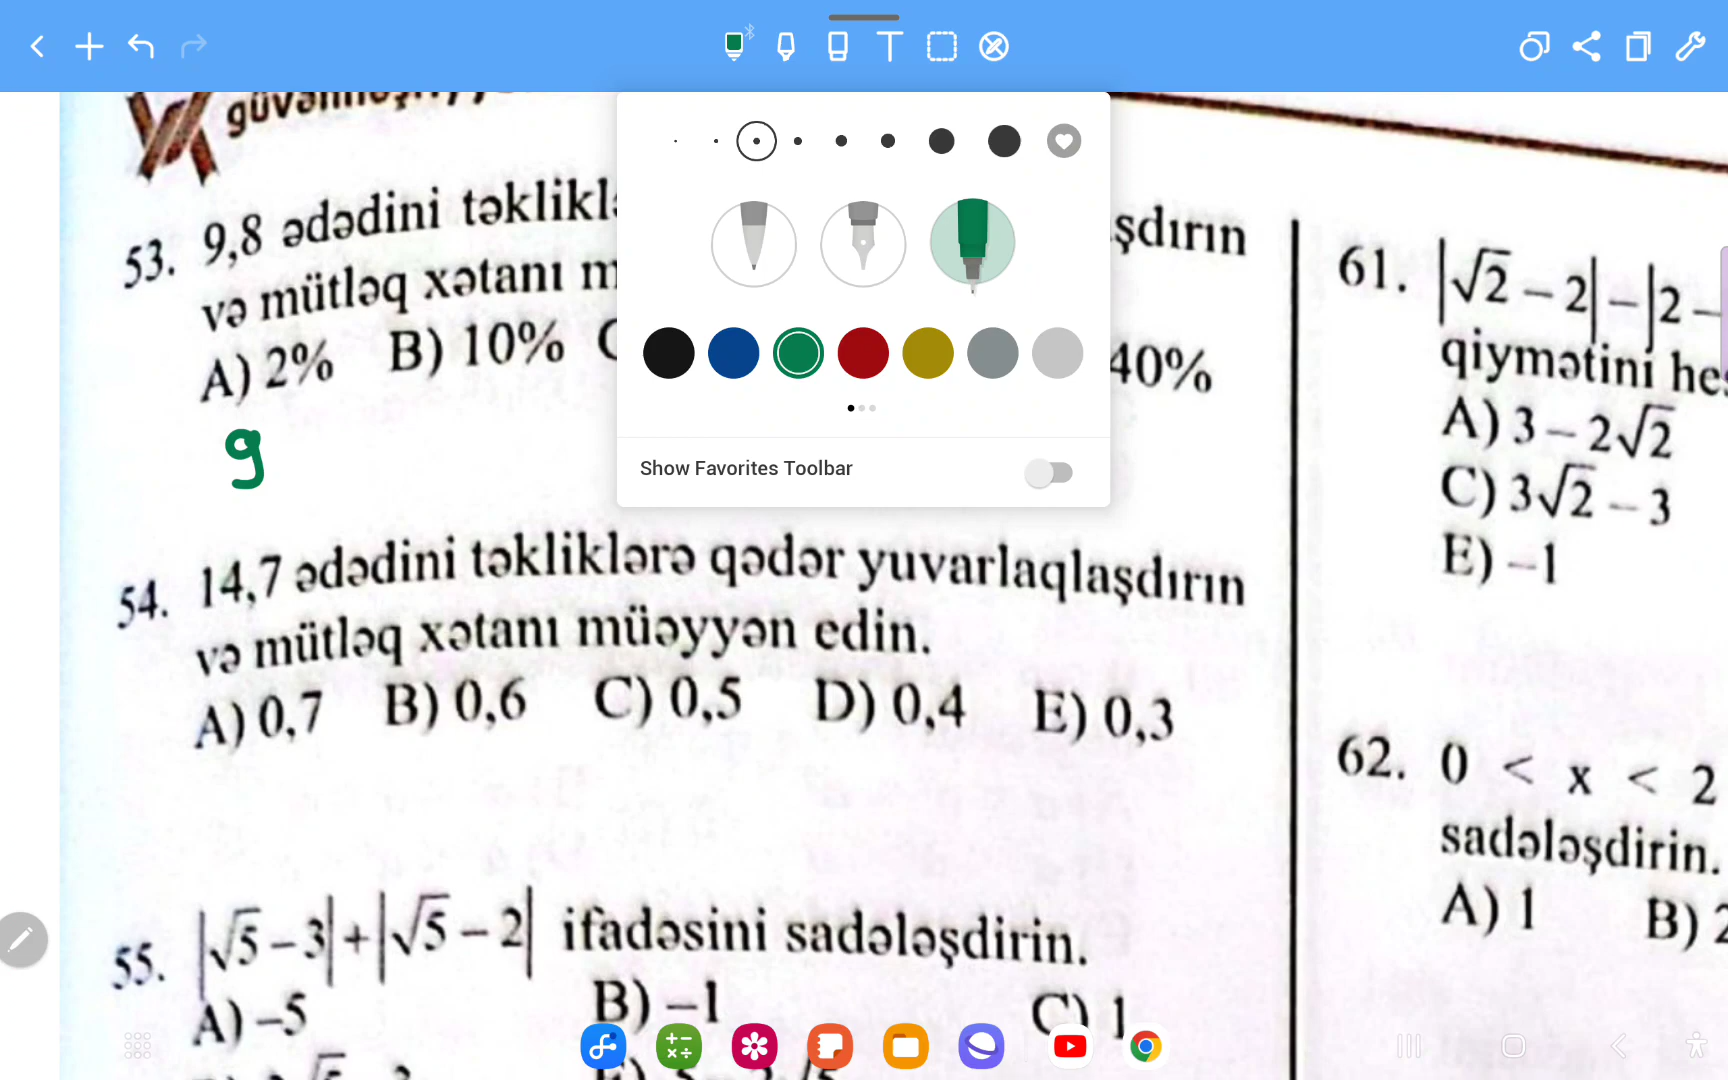 53. 9,8 ədədini
şdırın
və mütləq xətanı
A) 2% B) 10%
40%
9
Show Favorites Toolbar
54. 14,7 ədədini təkliklərə qədər yuvarlaqlaşdırın
və mütləq xətanı müəyyən edin.
A) 0,7 B) 0,6 C) 0,5 D) 0,4 E) 0,3
55. |√5 – 3| + |√5 – 2| ifadəsini sadələşdirin.
A) –5 B) –1 C) 1
61. |√2 – 2| – |2 –
qiymətini
A) 3 – 2√2
C) 3√2 – 3
E) –1
62. 0 < x < 2
sadələşdirin.
A) 1 B)